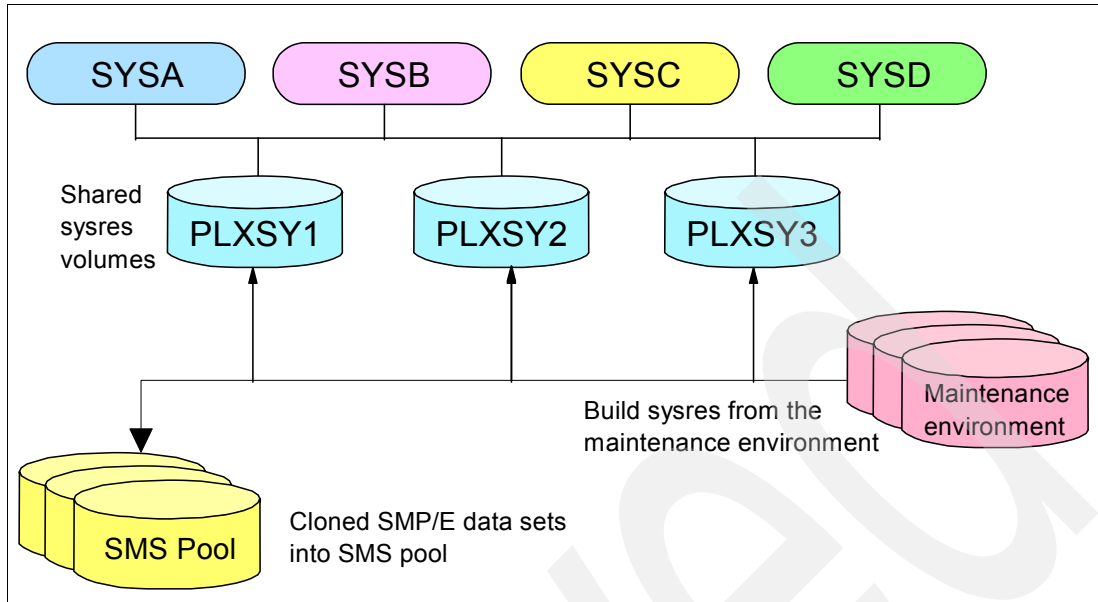 SYSA
SYSB
SYSC
SYSD
Shared
sysres
volumes
PLXSY1
PLXSY2
PLXSY3
Build sysres from the
maintenance environment
Maintenance
environment
SMS Pool
Cloned SMP/E data sets
into SMS pool